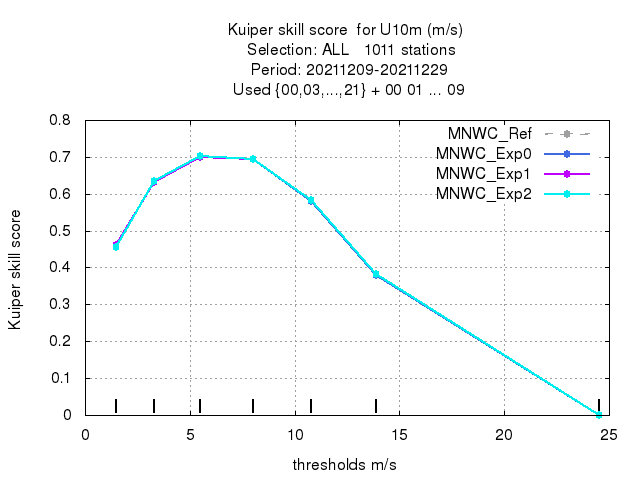 Kuiper skill score  for U10m (m/s)
Selection: ALL   1011 stations
Period: 20211209-20211229
Used {00,03,...,21} + 00 01 ... 09
MNWC_Ref
MNWC_Exp0
MNWC_Exp1
MNWC_Exp2
Kuiper skill score
0.8
0.7
0.6
0.5
0.4
0.3
0.2
0.1
0
0 5 10 15 20 25
thresholds m/s